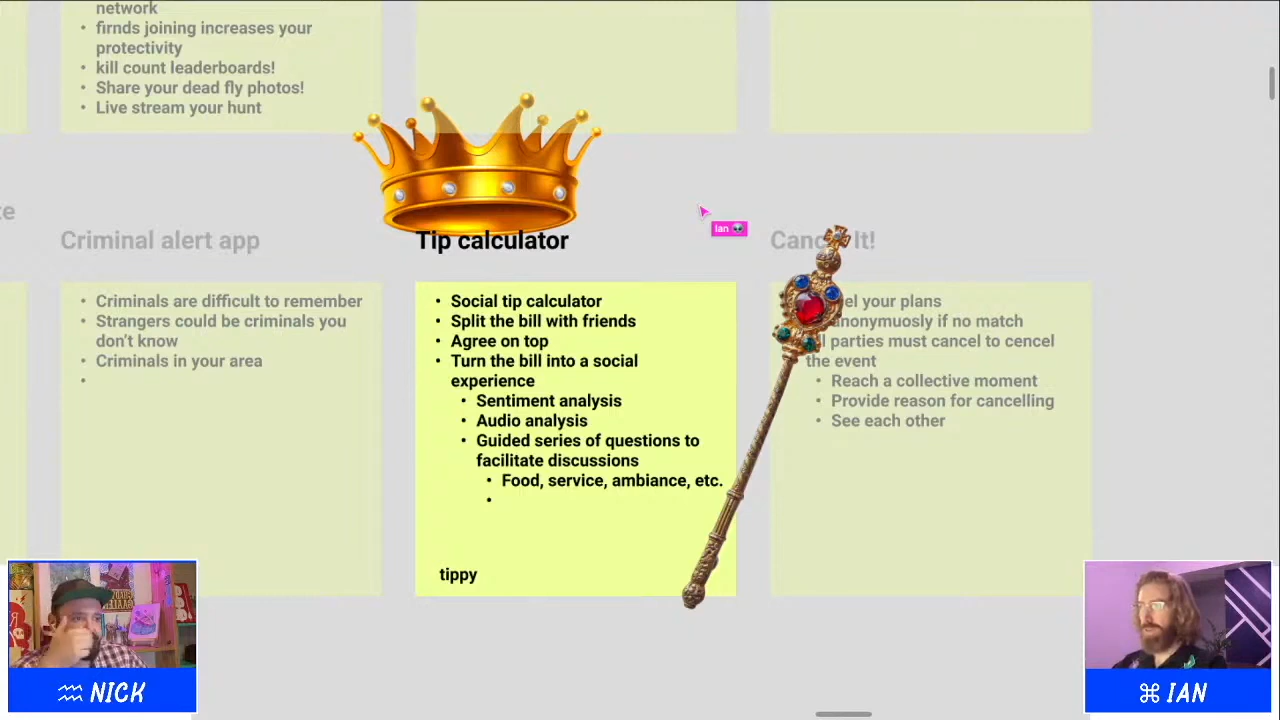 network
firnds joining increases your
protectivity
kill count leaderboards!
Share your dead fly photos!
Live stream your hunt
Criminal alert app
Criminals are difficult to remember
Strangers could be criminals you
don't know
Criminals in your area
Tip calculator
Social tip calculator
Split the bill with friends
Agree on top
Turn the bill into a social
experience
Sentiment analysis
Audio analysis
Guided series of questions to
facilitate discussions
Food, service, ambiance, etc.
tippy
Ian
It!
your plans
anonymuosly if no match
parties must cancel to cencel
the event
Reach a collective moment
Provide reason for cancelling
See each other
NICK
IAN